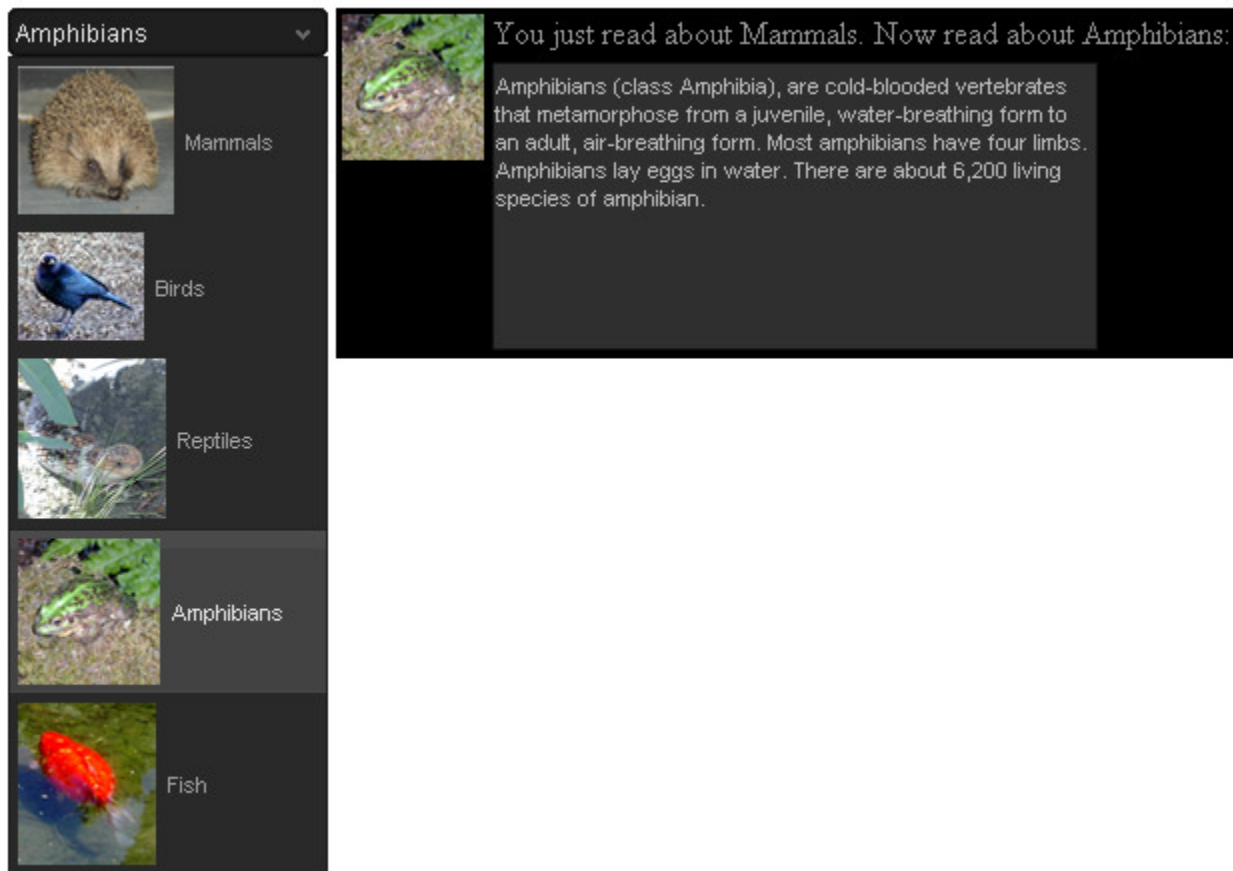 Amphibians
Mammals
Birds
Reptiles
Amphibians
Fish
You just read about Mammals. Now read about Amphibians:
Amphibians (class Amphibia), are cold-blooded vertebrates
that metamorphose from a juvenile, water-breathing form to
an adult, air-breathing form. Most amphibians have four limbs.
Amphibians lay eggs in water. There are about 6,200 living
species of amphibian.